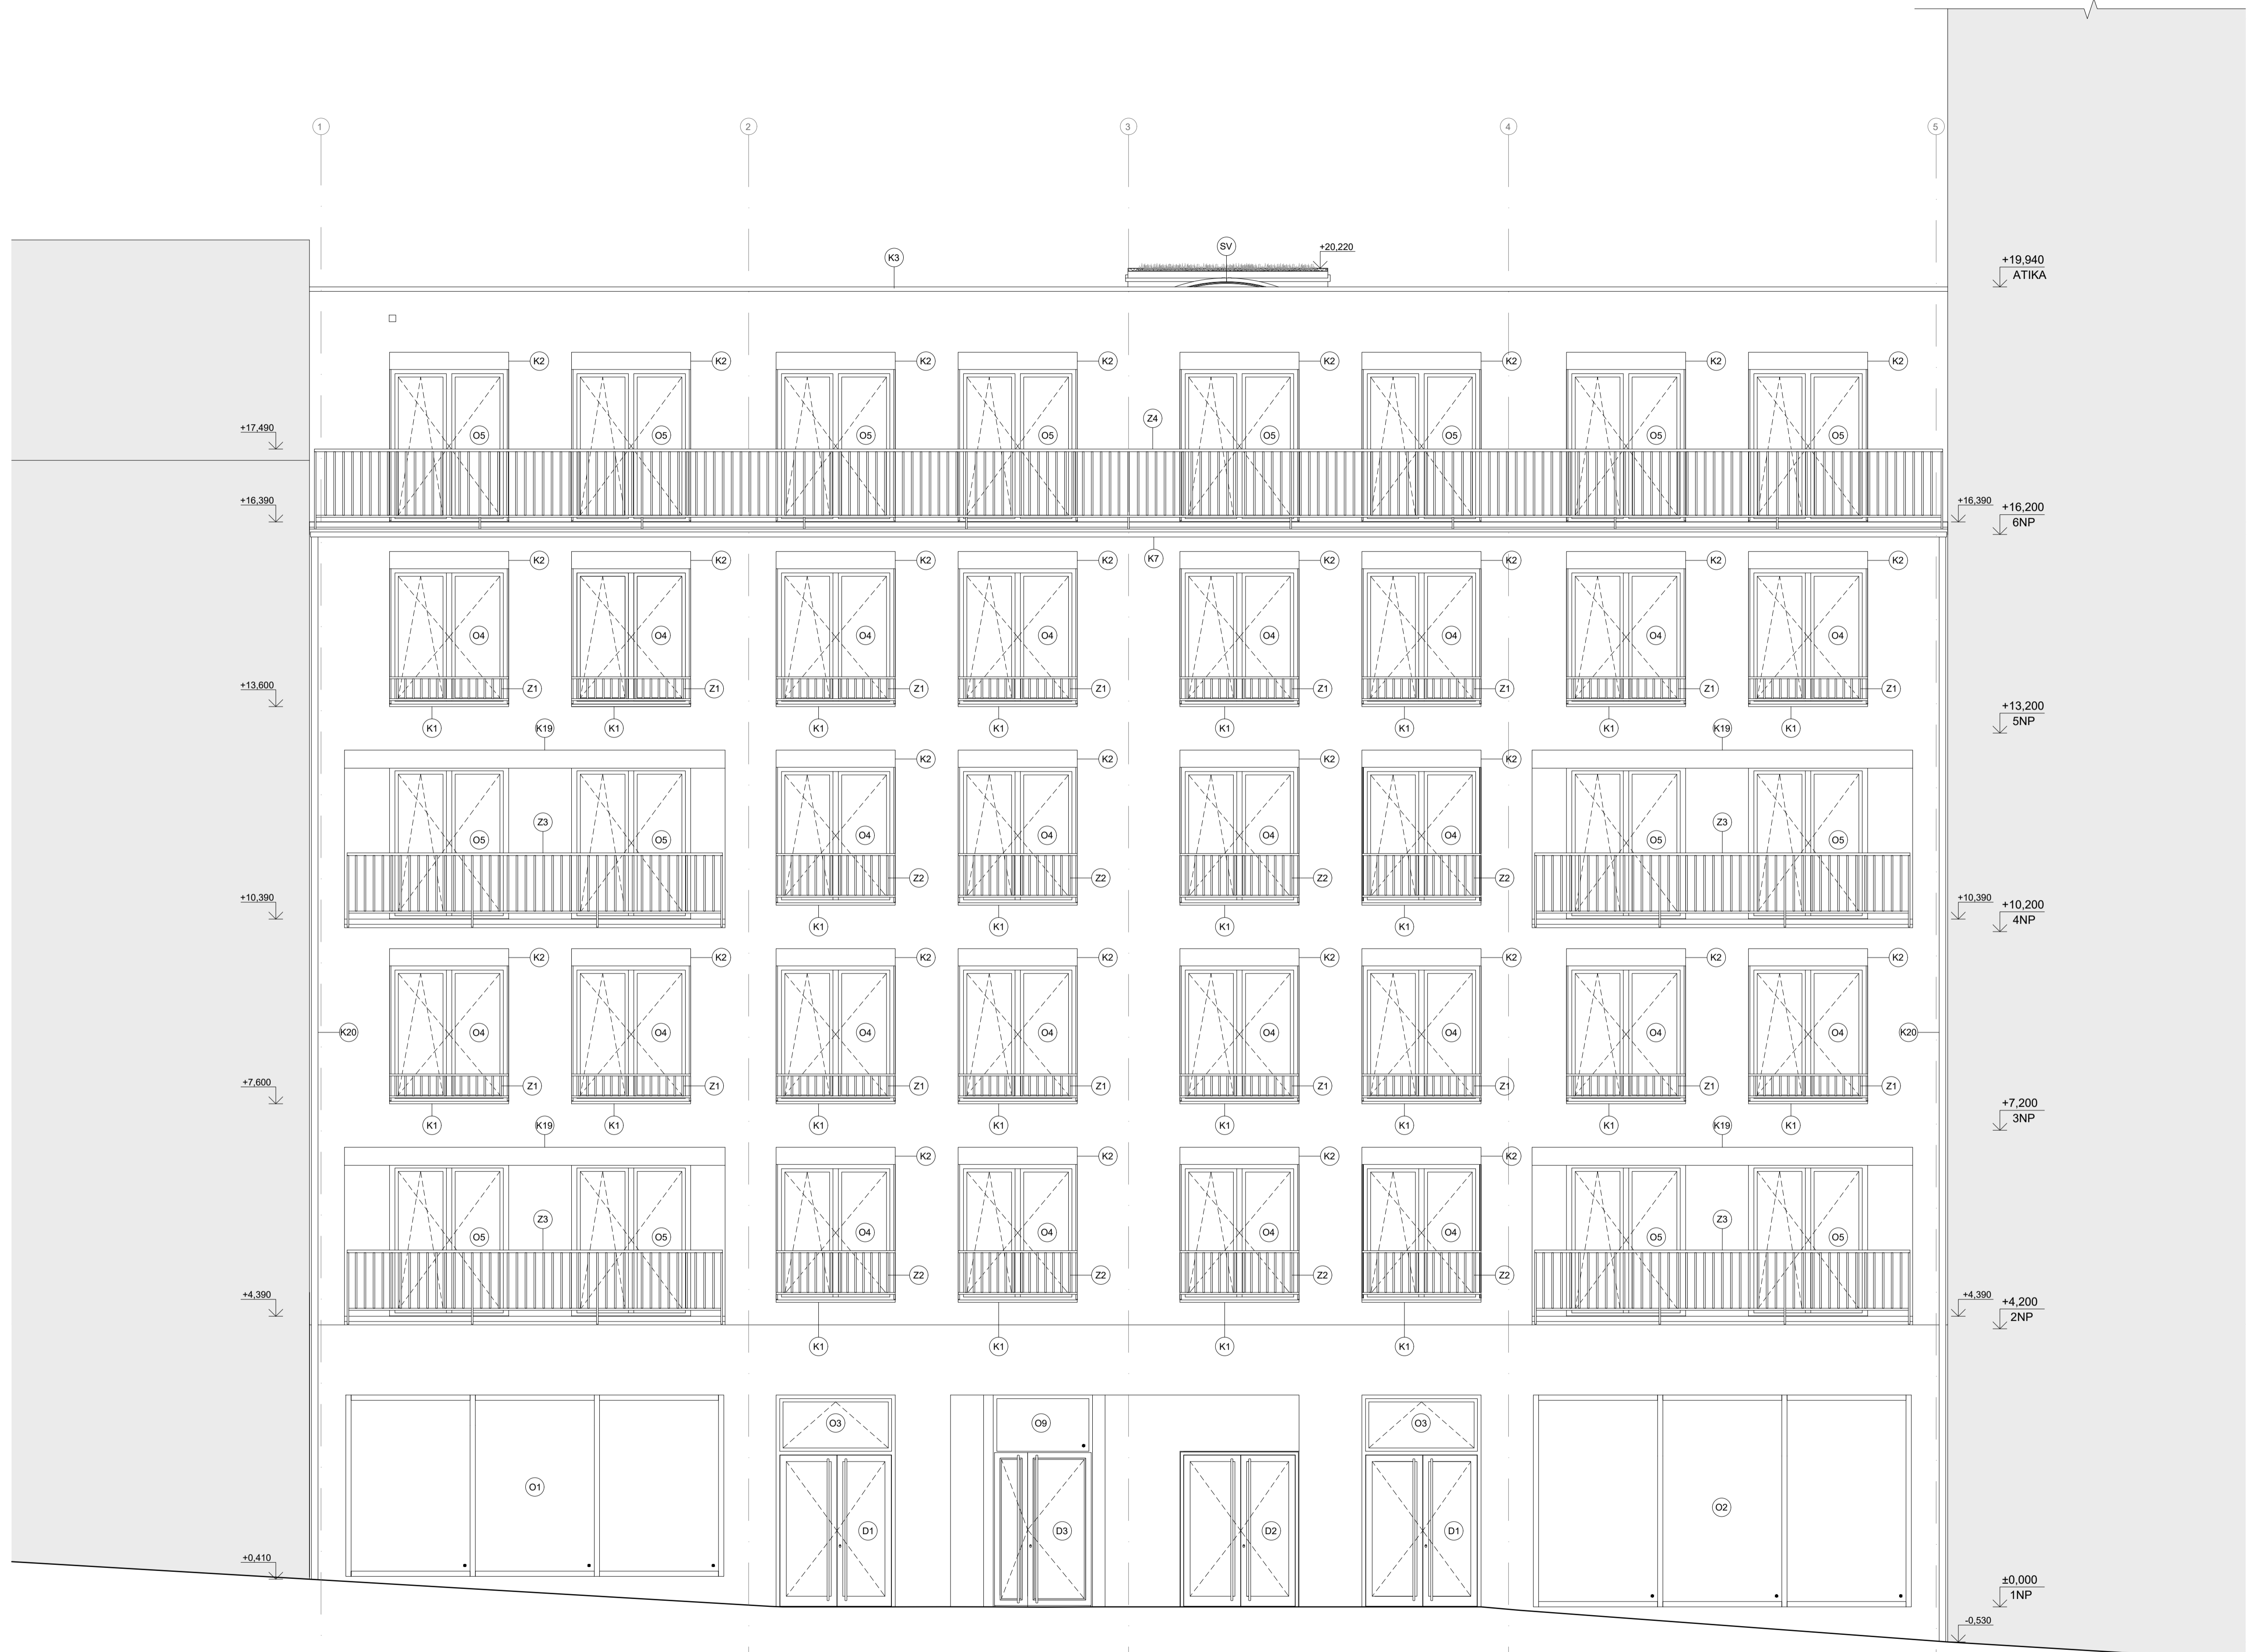 1 2 3 4 5
K3 SV +20,220
+19,940
ATIKA
K2 K2 K2 K2 K2 K2 K2 K2
Z4
+17,490 O5 O5 O5 O5 O5 O5 O5 O5
+16,390 +16,390 +16,200
6NP
K7
K2 K2 K2 K2 K2 K2 K2 K2
O4 O4 O4 O4 O4 O4 O4 O4
+13,600 Z1 Z1 Z1 Z1 Z1 Z1 Z1 Z1
+13,200
5NP
K1 K1 K1 K1 K1 K1 K1 K1
K19 K19
K2 K2 K2 K2
Z3 Z3
O5 O5 O4 O4 O4 O4 O5 O5
Z2 Z2 Z2 Z2
+10,390 +10,390 +10,200
4NP
K1 K1 K1 K1
K2 K2 K2 K2 K2 K2 K2 K2
K20 O4 O4 O4 O4 O4 O4 O4 O4 K20
+7,600 Z1 Z1 Z1 Z1 Z1 Z1 Z1 Z1
+7,200
3NP
K1 K1 K1 K1 K1 K1 K1 K1
K19 K19
K2 K2 K2 K2
Z3 Z3
O5 O5 O4 O4 O4 O4 O5 O5
Z2 Z2 Z2 Z2
+4,390 +4,390 +4,200
2NP
K1 K1 K1 K1
O3 O9 O3
O1 O2
D1 D3 D2 D1
+0,410
±0,000
1NP
-0,530